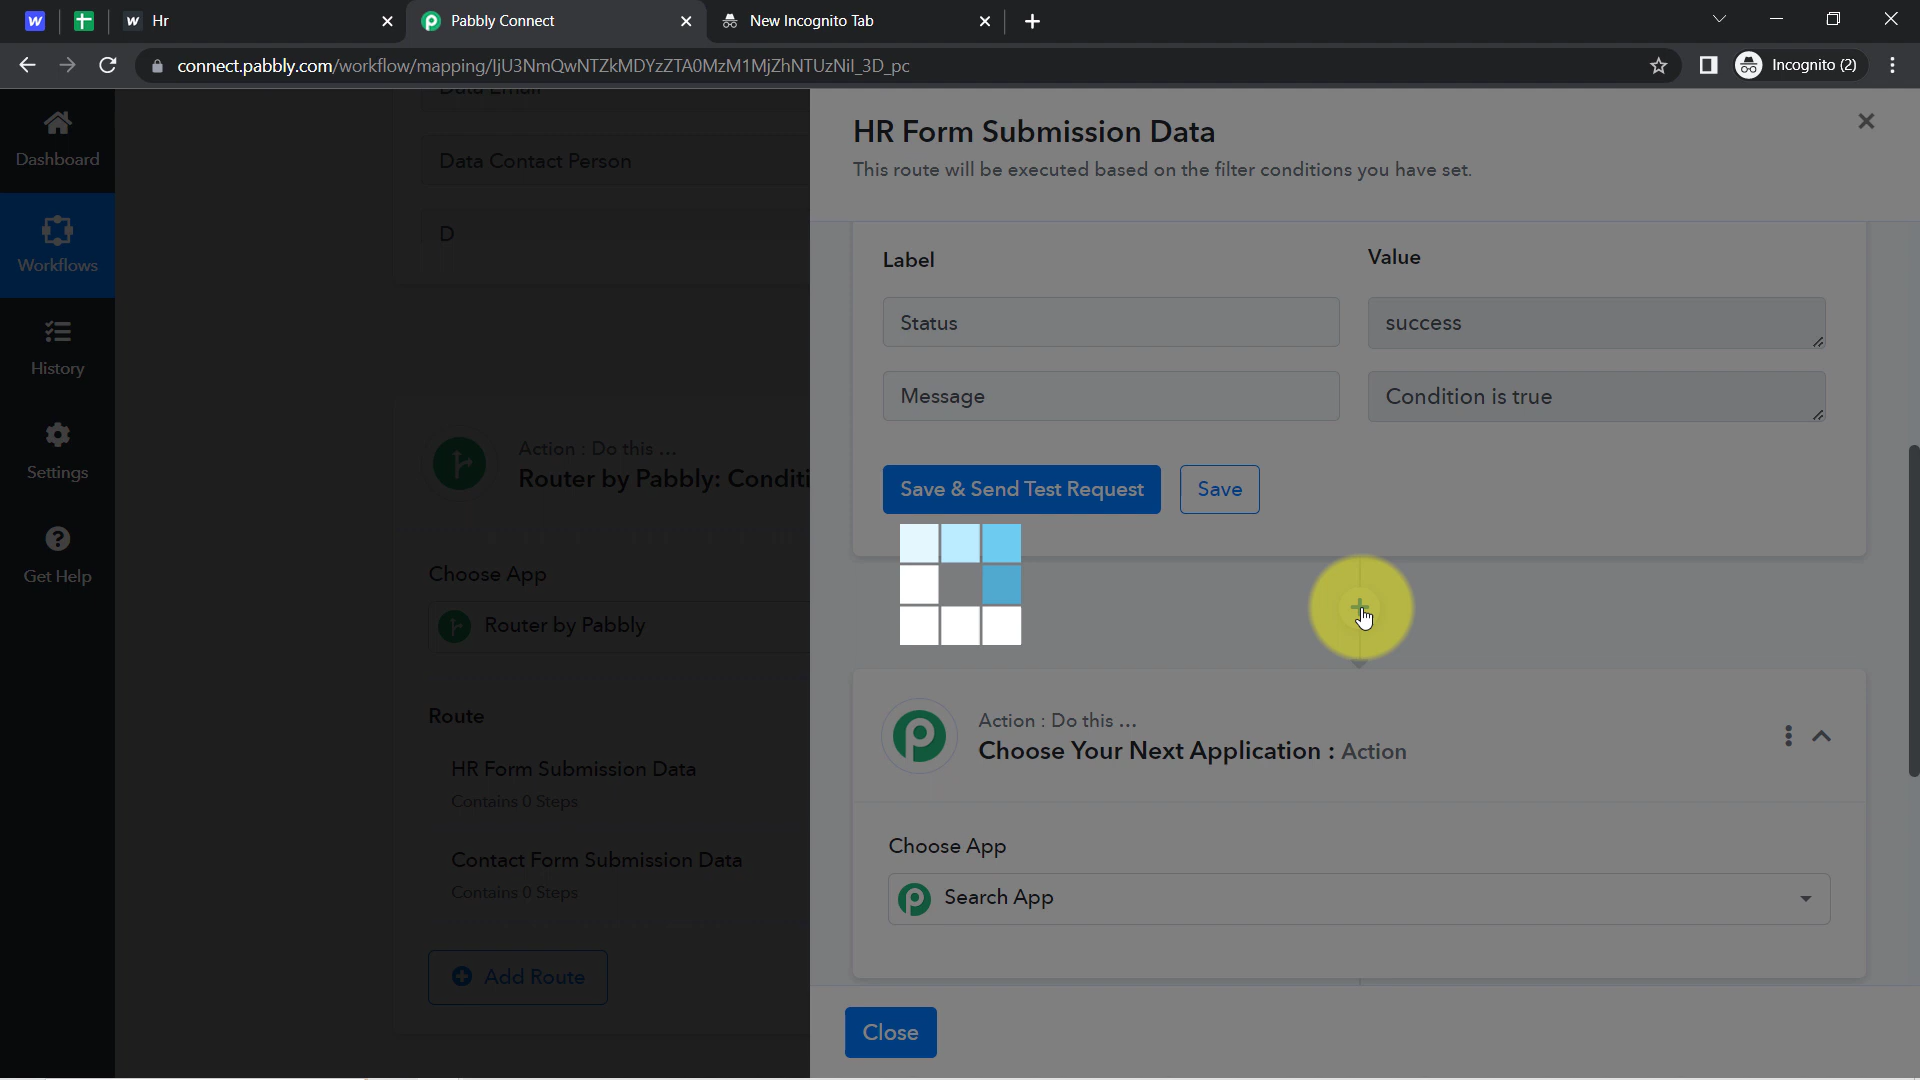 Hr
Pabbly Connect
New Incognito Tab
connect.pabbly.com/workflow/mapping/IjU3NmQwNTZkMDYzZTA0MzM1MjZhNTUzNiI_3D_pc
Incognito (2)
Dashboard
Workflows
History
Settings
Get Help
Data Email
Data Contact Person
D
Action : Do this ...
Router by Pabbly: Conditi
Choose App
Router by Pabbly
Route
HR Form Submission Data
Contains 0 Steps
Contact Form Submission Data
Contains 0 Steps
Add Route
HR Form Submission Data
This route will be executed based on the filter conditions you have set.
Label
Value
Status
success
Message
Condition is true
Save & Send Test Request
Save
Action : Do this ...
Choose Your Next Application : Action
Choose App
Search App
Close